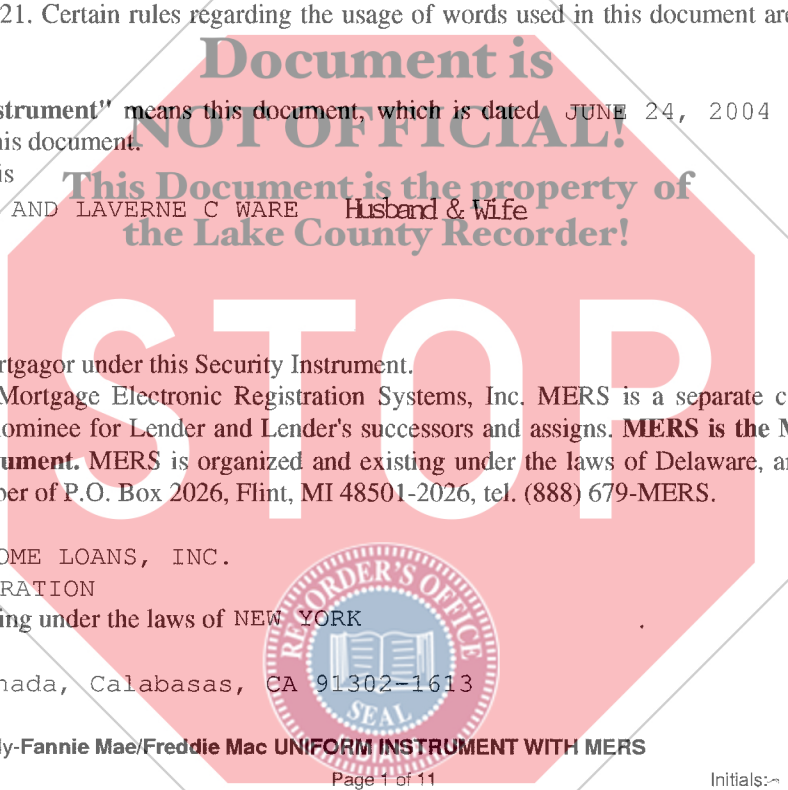 21. Certain rules regarding the usage of words used in this document are
Document is
strument" means this document, which is dated JUNE 24, 2004
NOT OFFICIAL!
his document.
is
This Document is the property of
AND LAVERNE C WARE Husband & Wife
the Lake County Recorder!
STOP
rtgagor under this Security Instrument.
Mortgage Electronic Registration Systems, Inc. MERS is a separate c
nominee for Lender and Lender's successors and assigns. MERS is the M
ument. MERS is organized and existing under the laws of Delaware, a
ber of P.O. Box 2026, Flint, MI 48501-2026, tel. (888) 679-MERS.
OME LOANS, INC.
RATION
ing under the laws of NEW YORK .
RECORDER'S OFFICE
nada, Calabasas, CA 91302-1613
SEAL
y-Fannie Mae/Freddie Mac UNIFORM INSTRUMENT WITH MERS
Page 1 of 11
Initials: